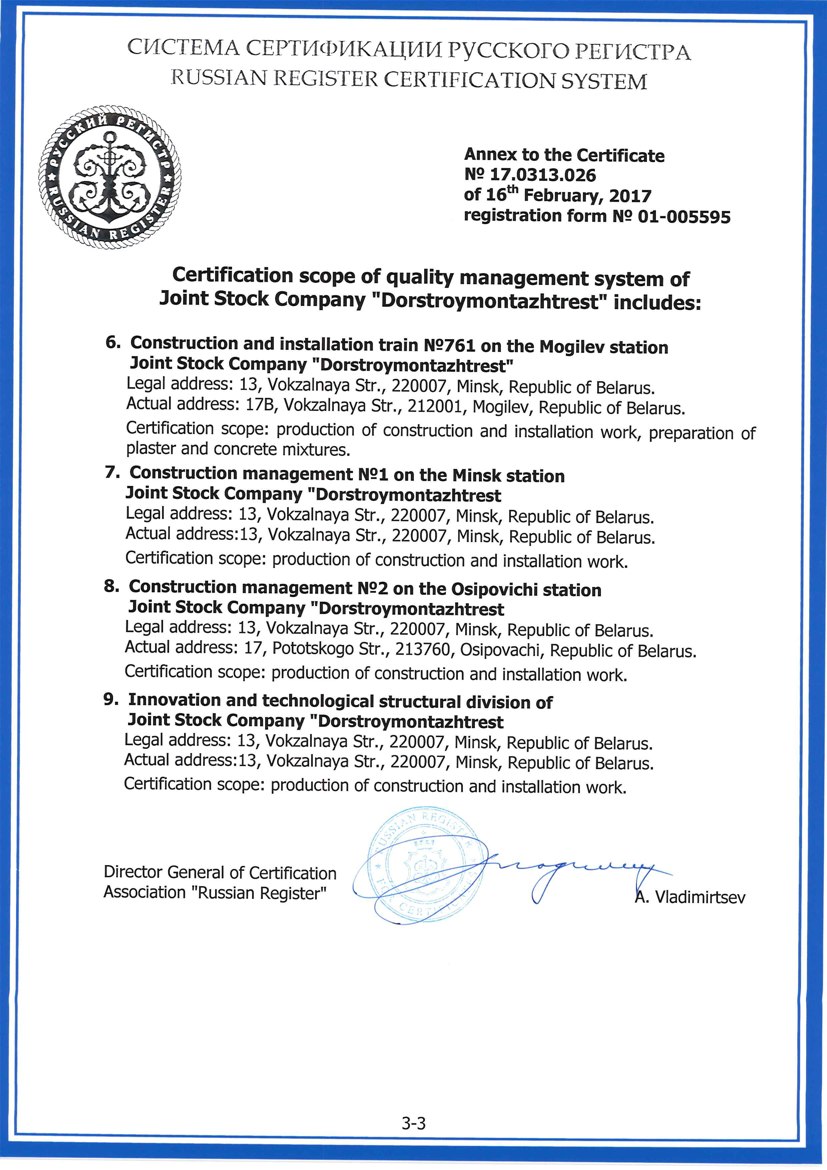 СИСТЕМА СЕРТИФИКАЦИИ РУССКОГО РЕГИСТРА
RUSSIAN REGISTER CERTIFICATION SYSTEM
РУССКИЙ РЕГИСТР
RUSSIAN REGISTER
Annex to the Certificate
№ 17.0313.026
of 16th February, 2017
registration form № 01-005595
Certification scope of quality management system of
Joint Stock Company "Dorstroymontazhtrest" includes:
6. Construction and installation train №761 on the Mogilev station
Joint Stock Company "Dorstroymontazhtrest"
Legal address: 13, Vokzalnaya Str., 220007, Minsk, Republic of Belarus.
Actual address: 17B, Vokzalnaya Str., 212001, Mogilev, Republic of Belarus.
Certification scope: production of construction and installation work, preparation of
plaster and concrete mixtures.
7. Construction management №1 on the Minsk station
Joint Stock Company "Dorstroymontazhtrest
Legal address: 13, Vokzalnaya Str., 220007, Minsk, Republic of Belarus.
Actual address:13, Vokzalnaya Str., 220007, Minsk, Republic of Belarus.
Certification scope: production of construction and installation work.
8. Construction management №2 on the Osipovichi station
Joint Stock Company "Dorstroymontazhtrest
Legal address: 13, Vokzalnaya Str., 220007, Minsk, Republic of Belarus.
Actual address: 17, Pototskogo Str., 213760, Osipovachi, Republic of Belarus.
Certification scope: production of construction and installation work.
9. Innovation and technological structural division of
Joint Stock Company "Dorstroymontazhtrest
Legal address: 13, Vokzalnaya Str., 220007, Minsk, Republic of Belarus.
Actual address:13, Vokzalnaya Str., 220007, Minsk, Republic of Belarus.
Certification scope: production of construction and installation work.
RUSSIAN REGISTER
Director General of Certification
Association "Russian Register"
A. Vladimirtsev
3-3